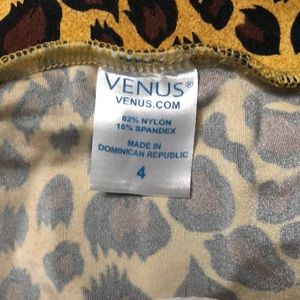 VENUS®
VENUS.COM
82% NYLON
18% SPANDEX
MADE IN
DOMINICAN REPUBLIC
4